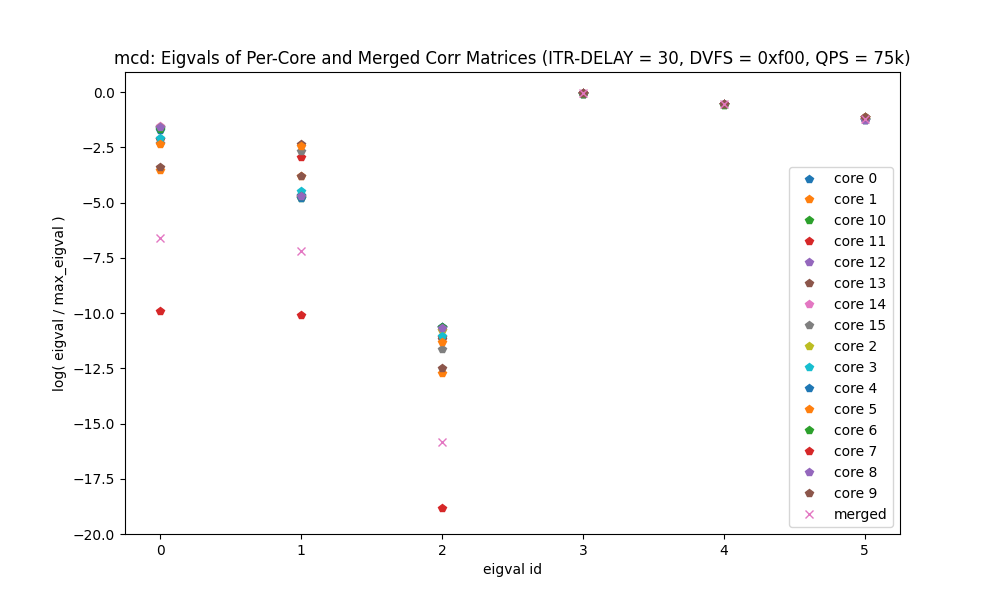 mcd: Eigvals of Per-Core and Merged Corr Matrices (ITR-DELAY = 30, DVFS = 0xf00, QPS = 75k)
log( eigval / max_eigval )
0.0
−2.5
−5.0
−7.5
−10.0
−12.5
−15.0
−17.5
−20.0
core 0
core 1
core 10
core 11
core 12
core 13
core 14
core 15
core 2
core 3
core 4
core 5
core 6
core 7
core 8
core 9
merged
0 1 2 3 4 5
eigval id